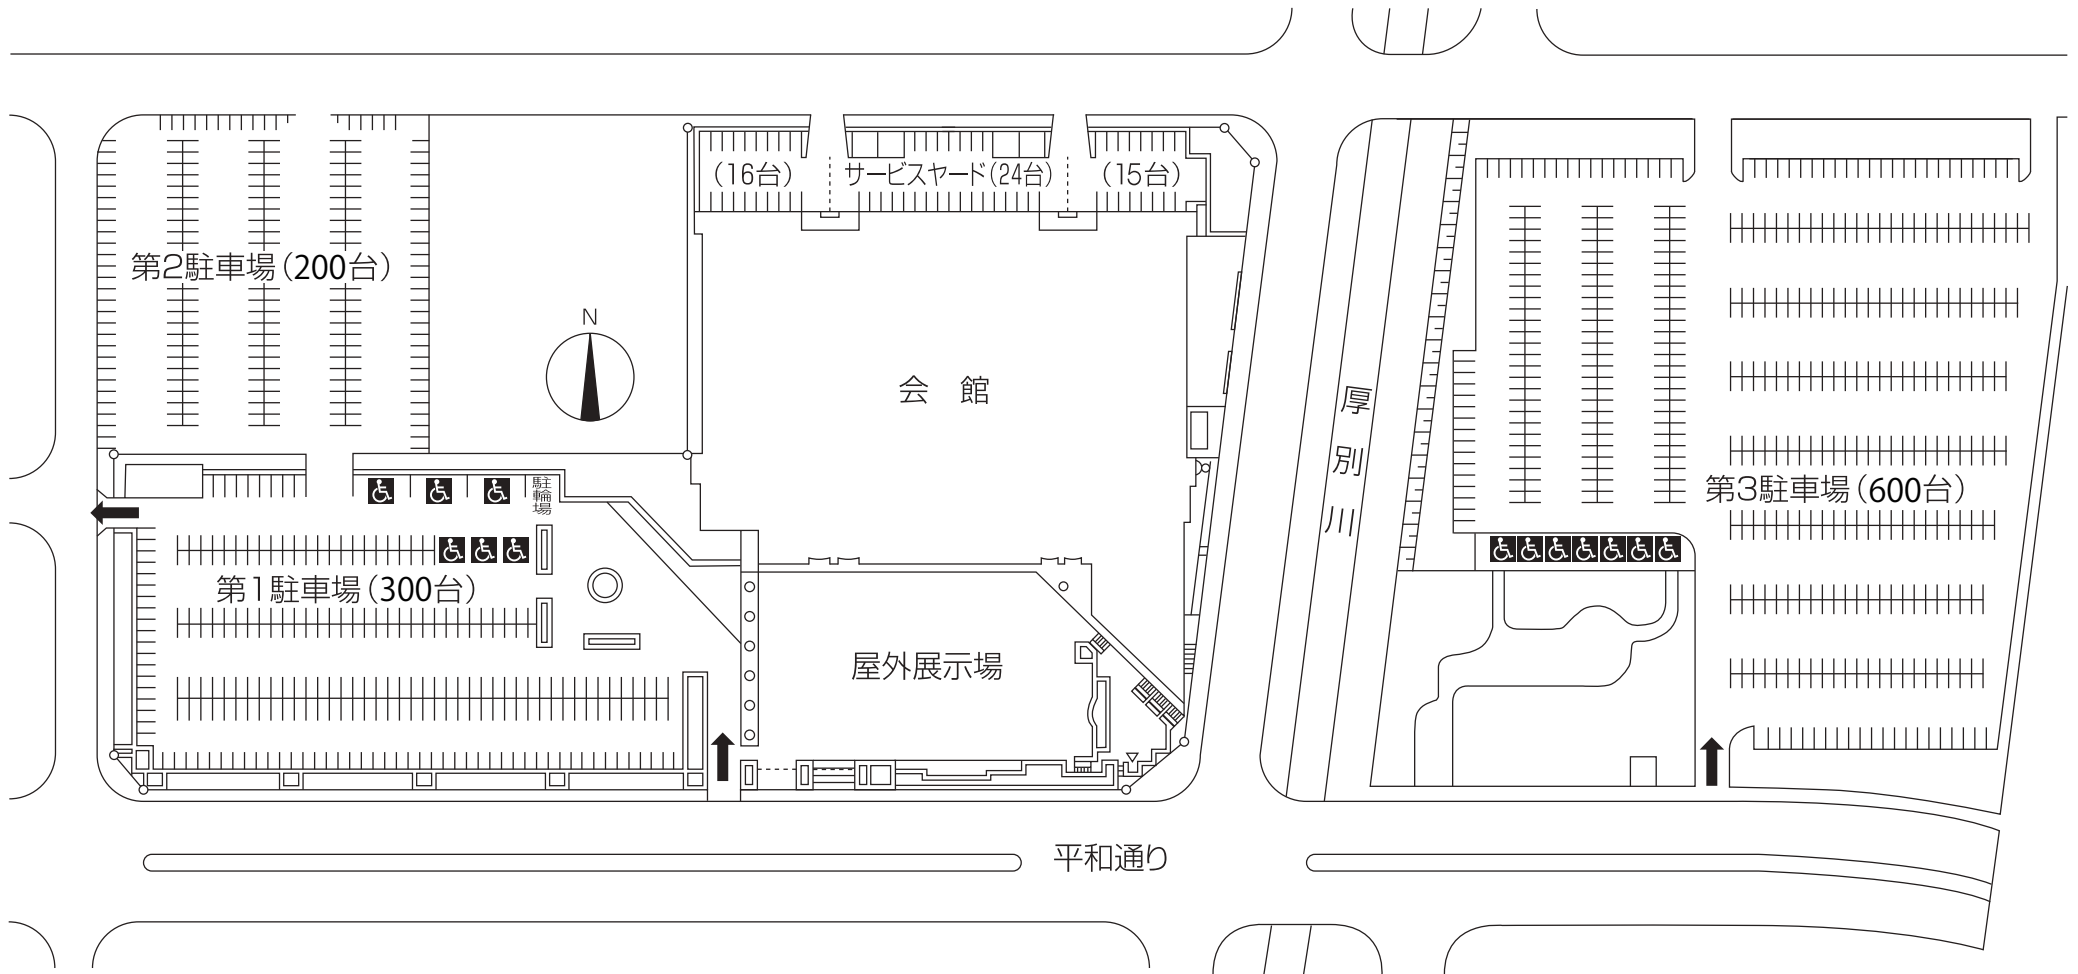 (16台)
サービスヤード(24台)
(15台)
第2駐車場(200台)
N
会 館
厚別川
駐輪場
第3駐車場(600台)
第1駐車場(300台)
屋外展示場
平和通り